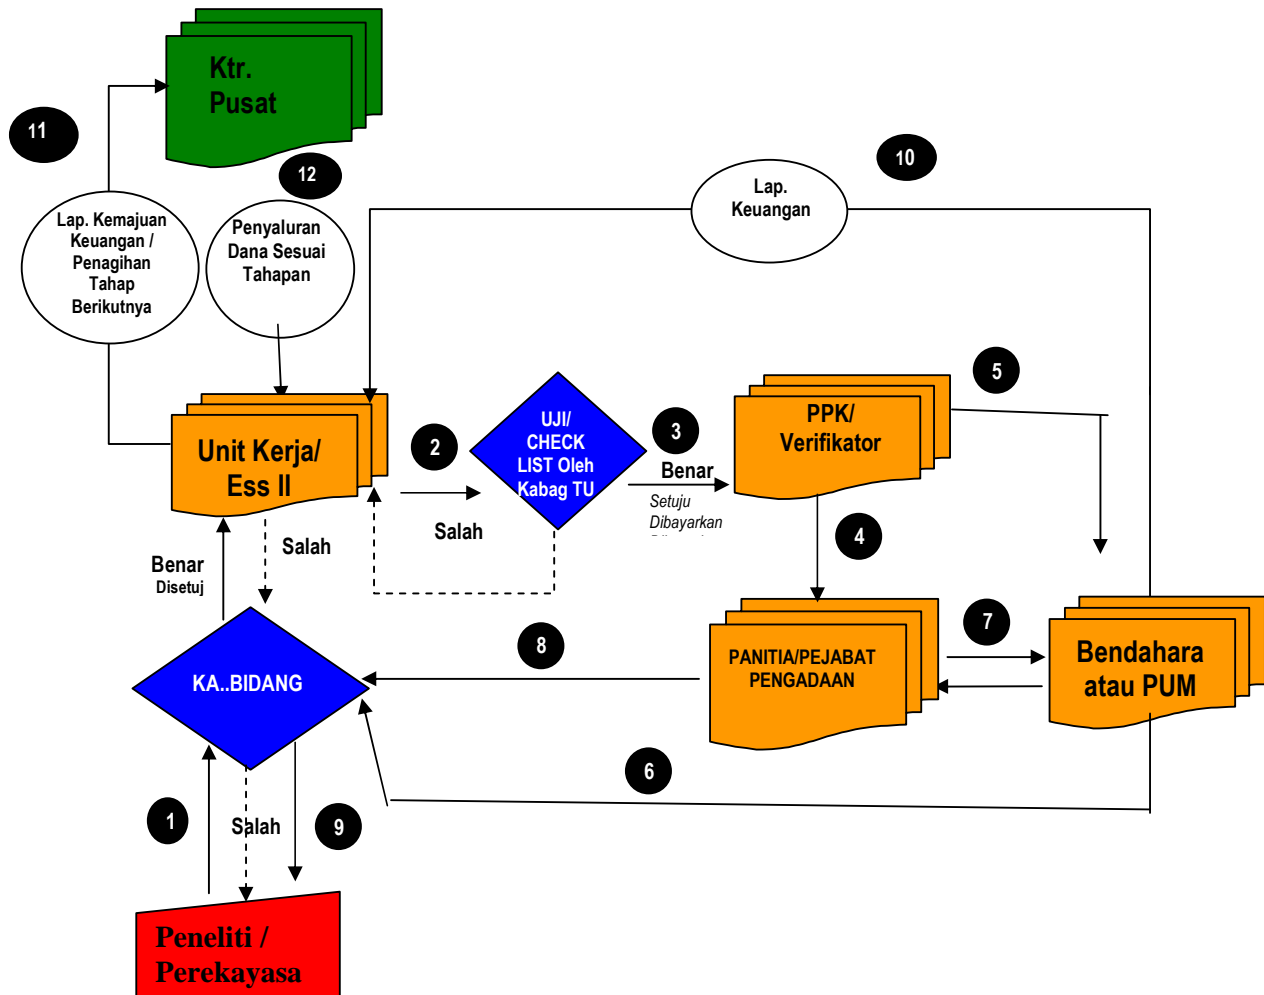 Ktr.
Pusat
11
12
10
Lap.
Keuangan
Lap. Kemajuan
Keuangan /
Penagihan
Tahap
Berikutnya
Penyaluran
Dana Sesuai
Tahapan
5
PPK/
Verifikator
UJI/
CHECK
LIST Oleh
Kabag TU
3
2
Unit Kerja/
Ess II
Benar
Setuju
Dibayarkan
Salah
4
Salah
Benar
Disetuj
8
7
PANITIA/PEJABAT
PENGADAAN
Bendahara
atau PUM
KA..BIDANG
6
1
Salah
9
Peneliti /
Perekayasa